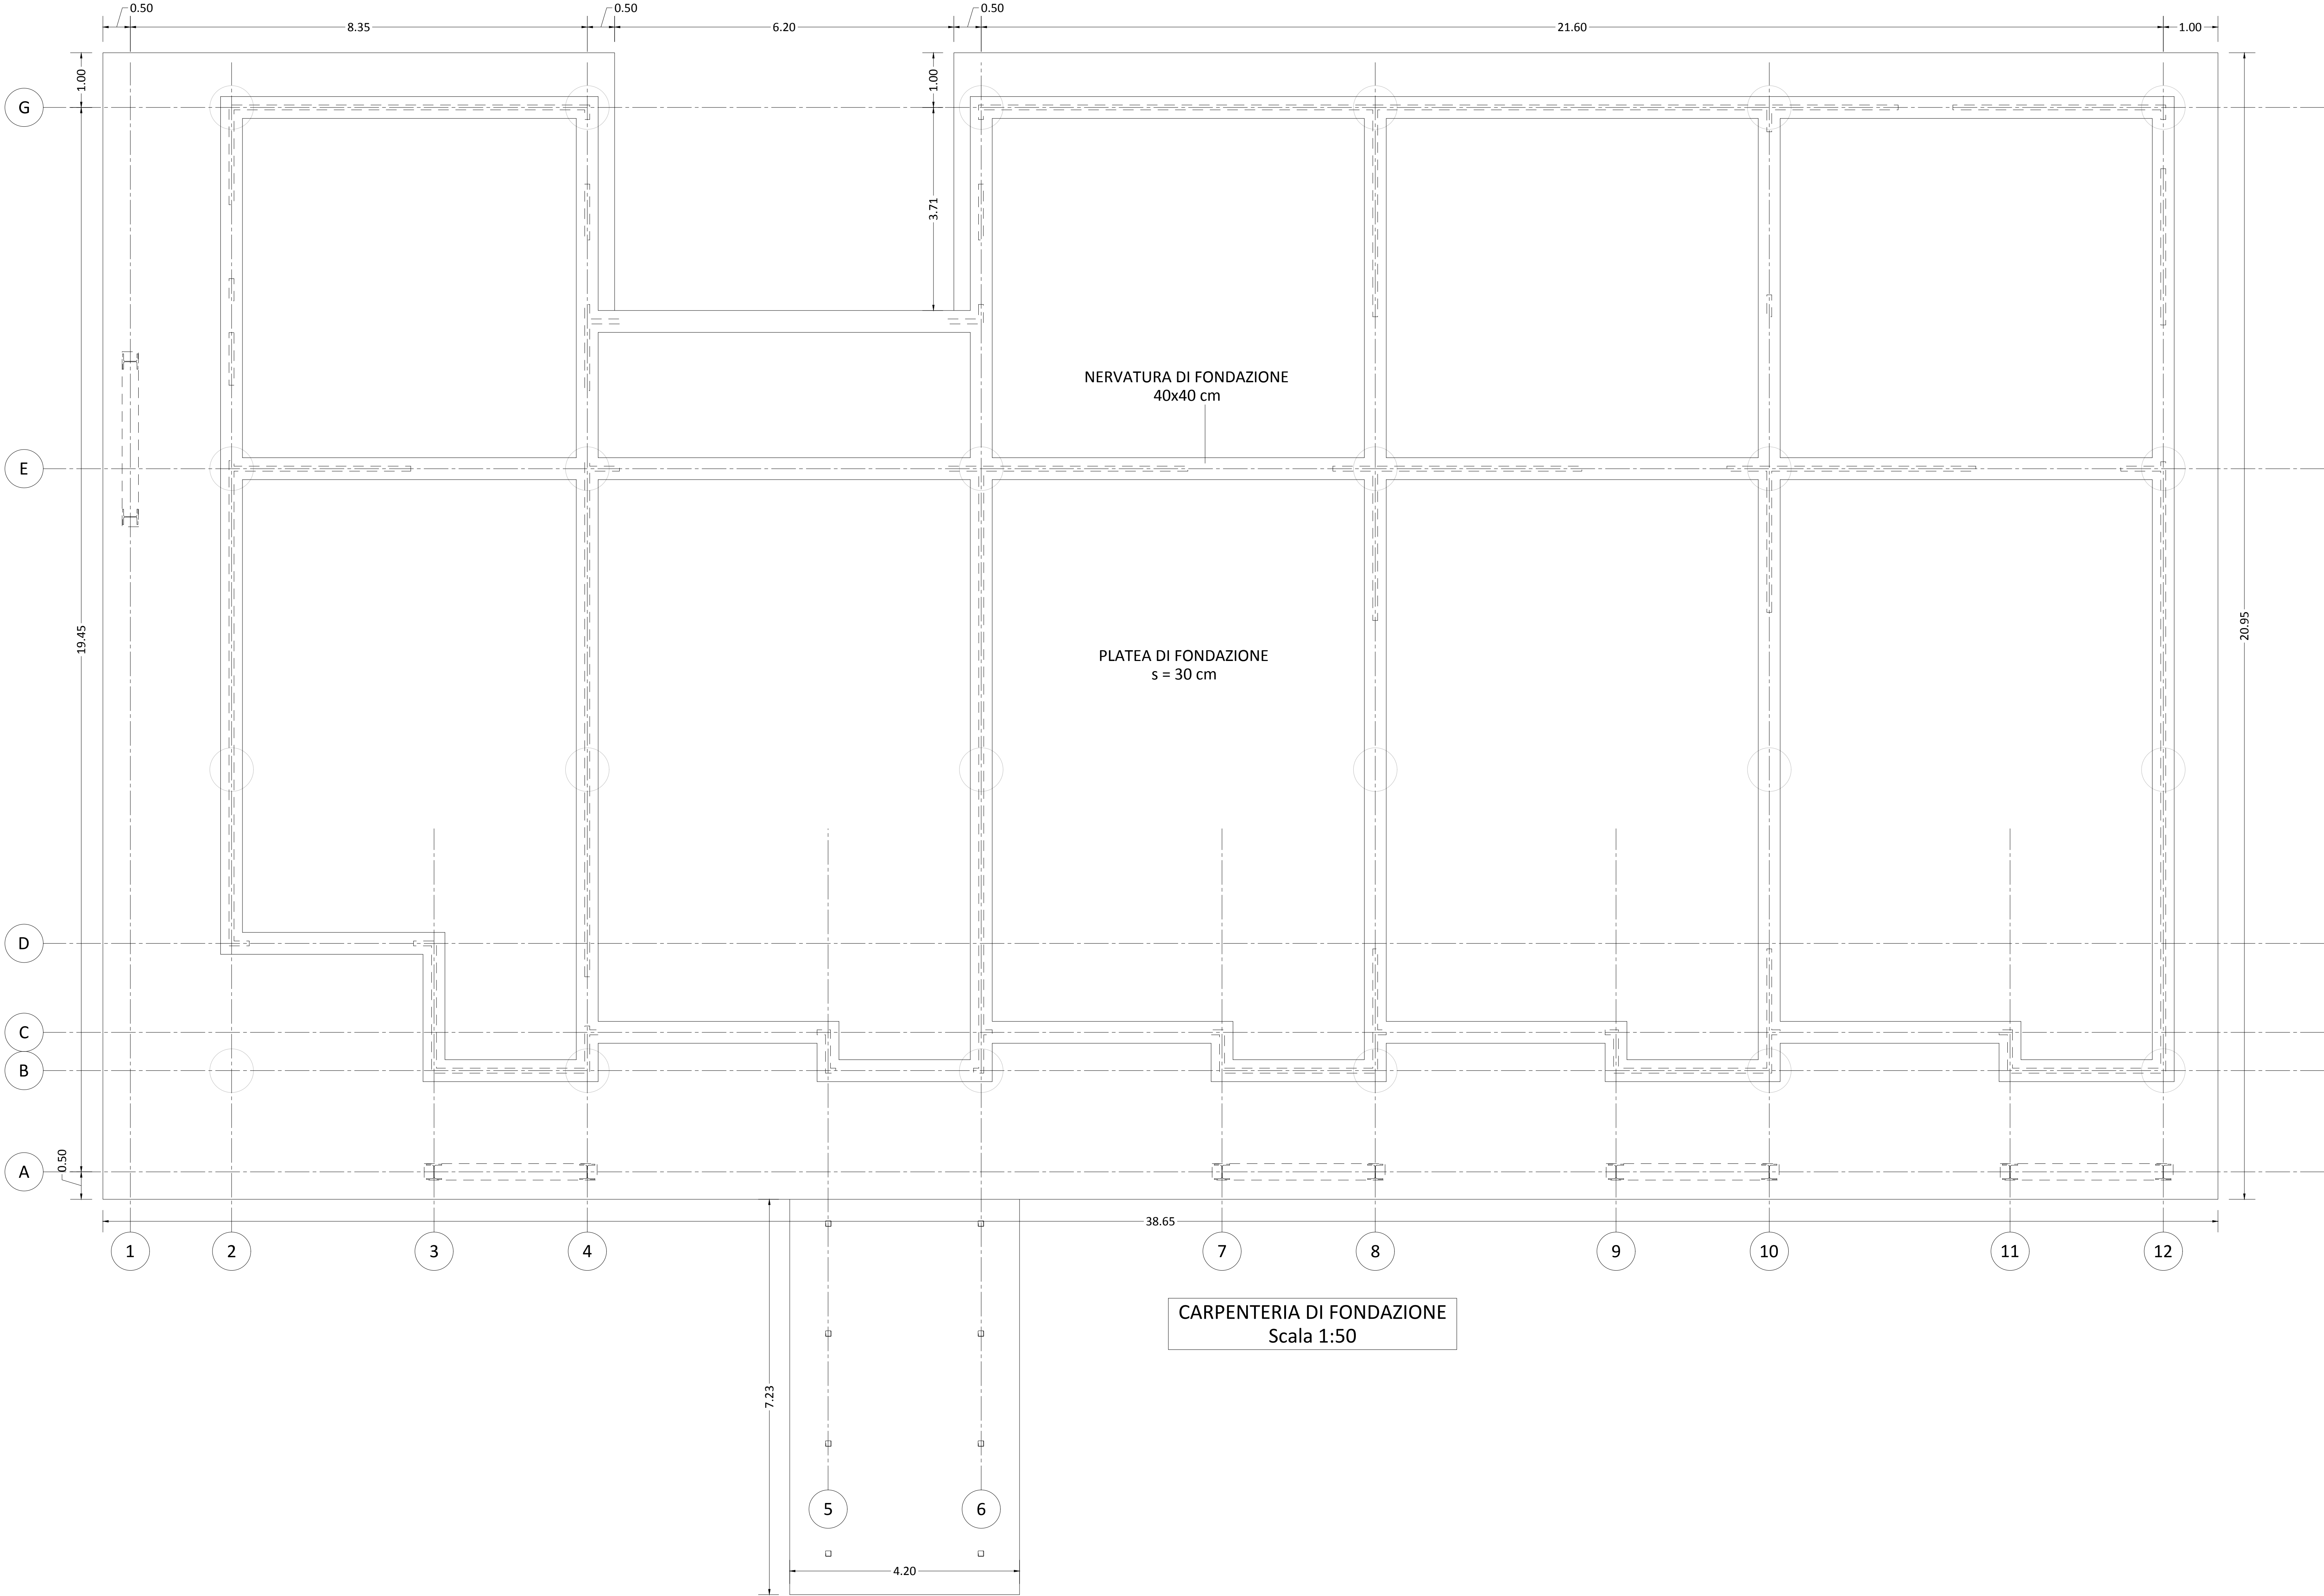 0.50
0.50
0.50
8.35
6.20
21.60
1.00
1.00
1.00
G
3.71
NERVATURA DI FONDAZIONE
40x40 cm
E
19.45
20.95
PLATEA DI FONDAZIONE
s = 30 cm
D
C
B
0.50
A
38.65
1
2
3
4
7
8
9
10
11
12
CARPENTERIA DI FONDAZIONE
Scala 1:50
7.23
5
6
4.20